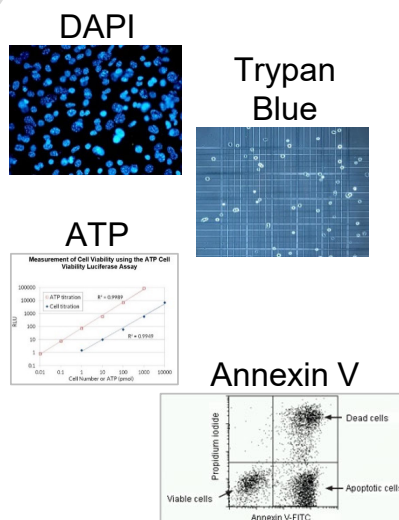 DAPI
Trypan
Blue
ATP
Measurement of Cell Viability using the ATP Cell
Viability Luciferase Assay
100000
10000
1000
100
10
1
0.1
RLU
ATP titration
Cell titration
R² = 0.9989
R² = 0.9949
0.01
0.1
1
10
100
1000
10000
Cell Number or ATP (pmol)
Annexin V
Propidium iodide
Dead cells
Viable cells
Apoptotic cells
Annexin V-FITC